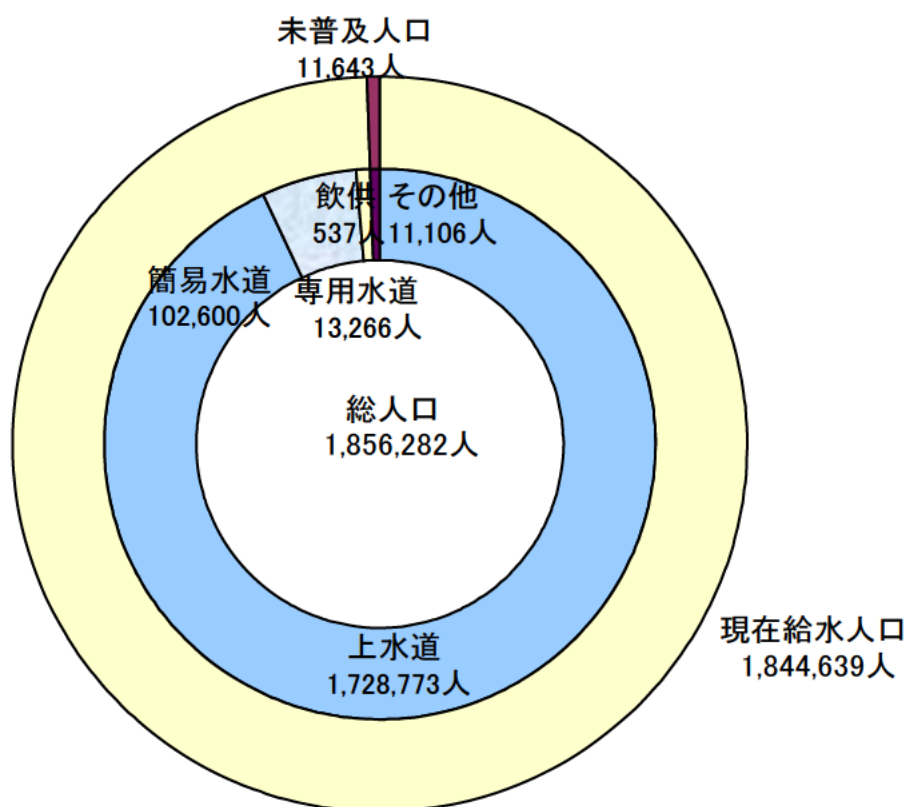 未普及人口
11,643人
飲供
537人
その他
11,106人
簡易水道
102,600人
専用水道
13,266人
総人口
1,856,282人
上水道
1,728,773人
現在給水人口
1,844,639人